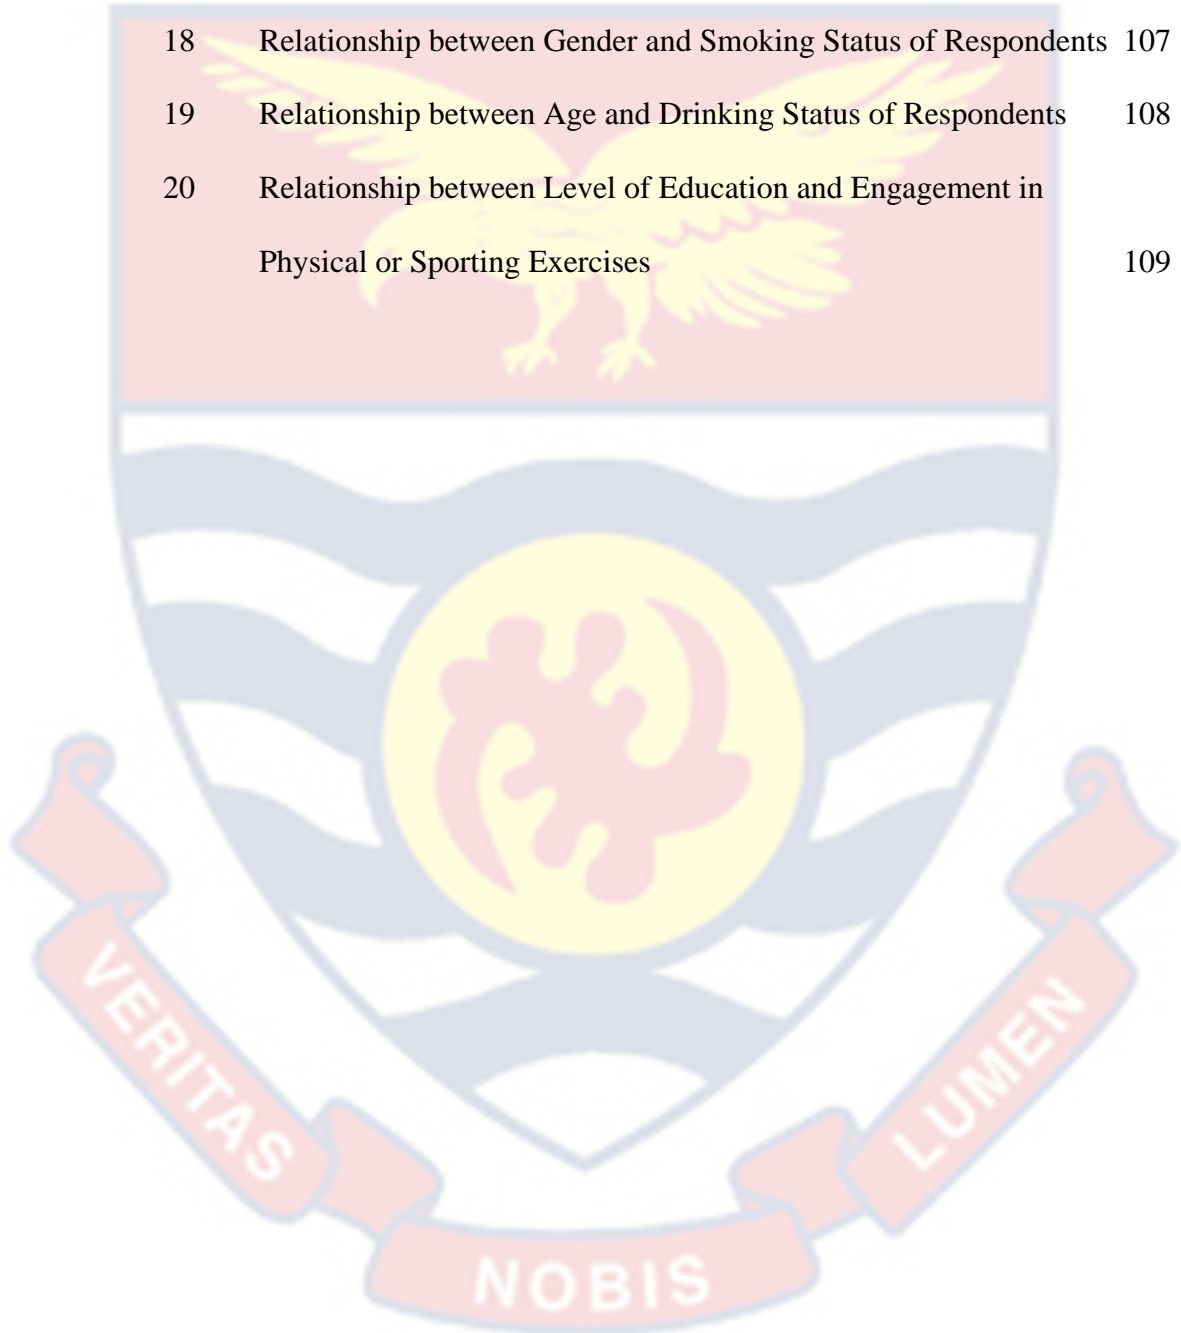 18 Relationship between Gender and Smoking Status of Respondents 107
19 Relationship between Age and Drinking Status of Respondents 108
20 Relationship between Level of Education and Engagement in
Physical or Sporting Exercises 109
VERITAS
NOBIS
LUMEN